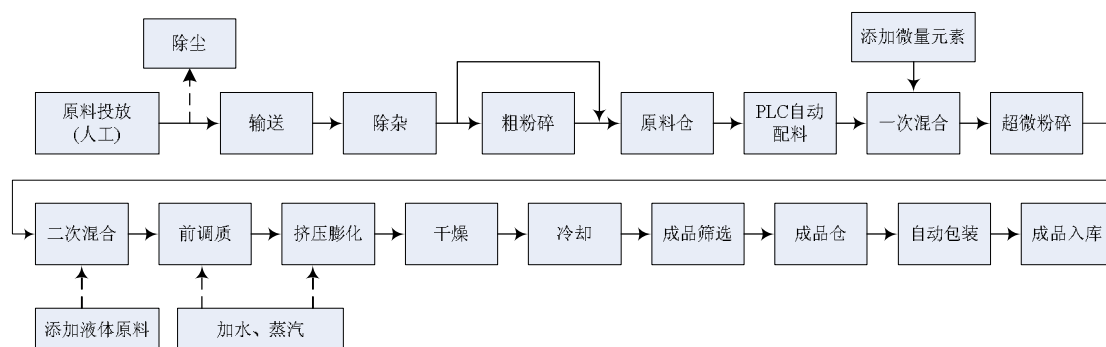 除尘
添加微量元素
原料投放
(人工)
输送
除杂
粗粉碎
原料仓
PLC自动
配料
一次混合
超微粉碎
二次混合
前调质
挤压膨化
干燥
冷却
成品筛选
成品仓
自动包装
成品入库
添加液体原料
加水、蒸汽